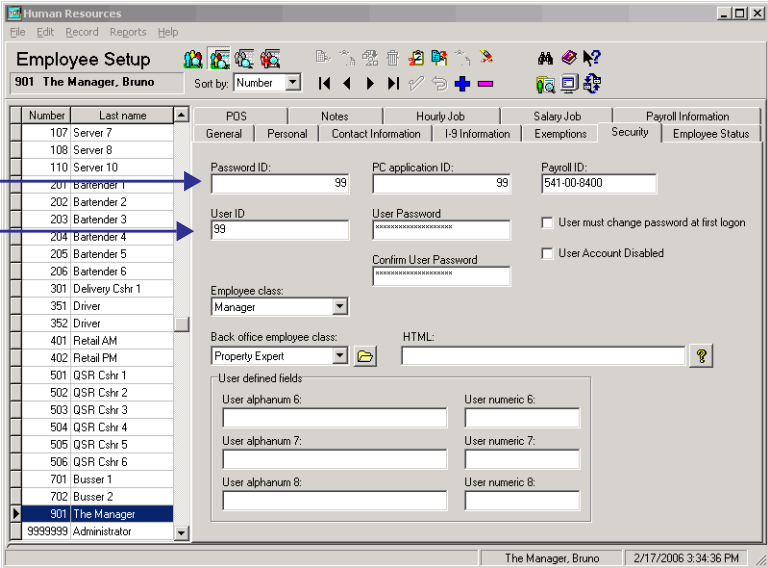 Human Resources
File Edit Record Reports Help
Employee Setup
901 The Manager, Bruno
Sort by: Number
Number Last name
107 Server 7
108 Server 8
110 Server 10
201 Bartender 1
202 Bartender 2
203 Bartender 3
204 Bartender 4
205 Bartender 5
206 Bartender 6
301 Delivery Cshr 1
351 Driver
352 Driver
401 Retail AM
402 Retail PM
501 QSR Cshr 1
502 QSR Cshr 2
503 QSR Cshr 3
504 QSR Cshr 4
505 QSR Cshr 5
506 QSR Cshr 6
701 Busser 1
702 Busser 2
901 The Manager
9999999 Administrator
POS Notes Hourly Job Salary Job Payroll Information
General Personal Contact Information I-9 Information Exemptions Security Employee Status
Password ID: PC application ID: Payroll ID:
99 99 541-00-8400
User ID User Password
99 ******************* User must change password at first logon
Confirm User Password User Account Disabled
*******************
Employee class:
Manager
Back office employee class: HTML:
Property Expert
User defined fields
User alphanum 6: User numeric 6:
User alphanum 7: User numeric 7:
User alphanum 8: User numeric 8:
The Manager, Bruno 2/17/2006 3:34:36 PM